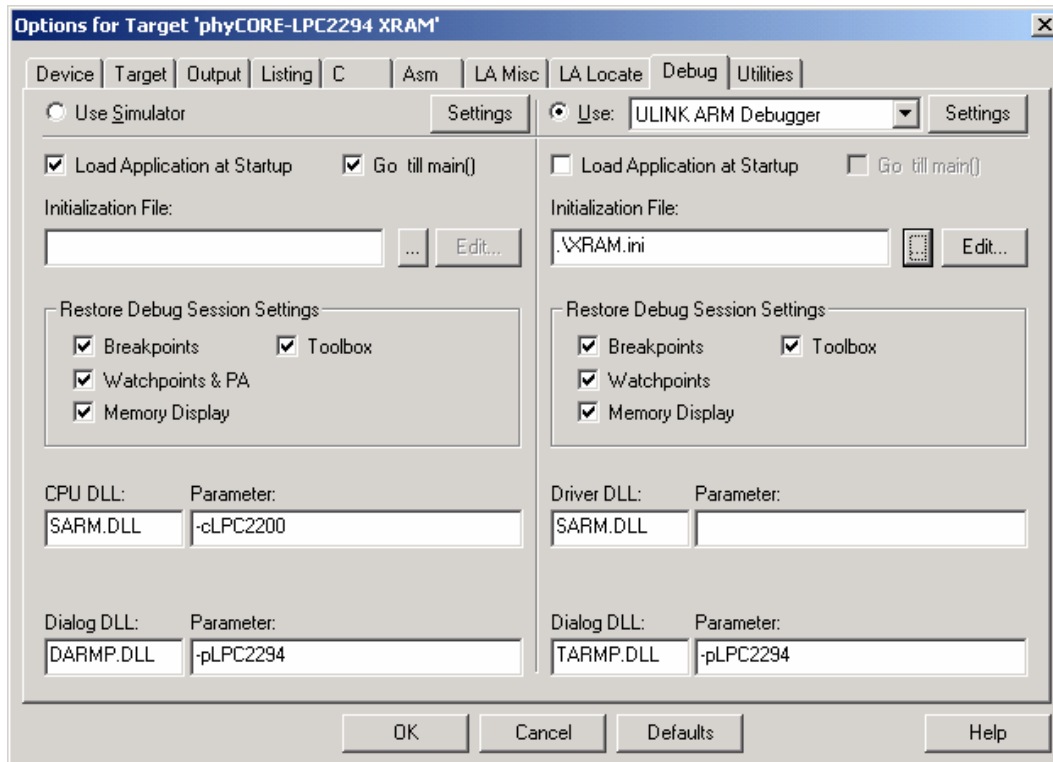 Options for Target 'phyCORE-LPC2294 XRAM'
Device Target Output Listing C Asm LA Misc LA Locate Debug Utilities
Use Simulator Settings
Use: ULINK ARM Debugger Settings
Load Application at Startup Go till main()
Load Application at Startup Go till main()
Initialization File:
Initialization File:
... Edit...
.\XRAM.ini ... Edit...
Restore Debug Session Settings
Breakpoints Toolbox
Watchpoints & PA
Memory Display
Restore Debug Session Settings
Breakpoints Toolbox
Watchpoints
Memory Display
CPU DLL: Parameter:
SARM.DLL -cLPC2200
Driver DLL: Parameter:
SARM.DLL
Dialog DLL: Parameter:
DARMP.DLL -pLPC2294
Dialog DLL: Parameter:
TARMP.DLL -pLPC2294
OK Cancel Defaults Help